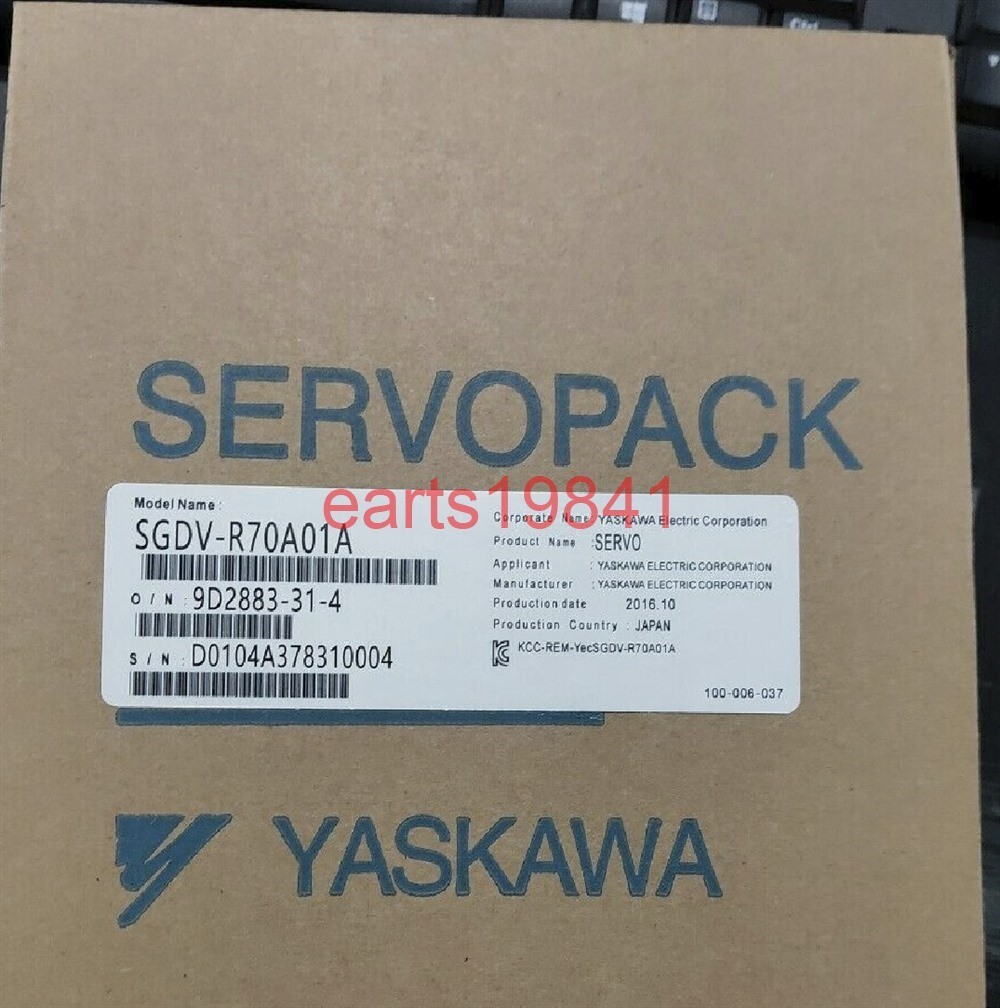 Ctrl
SERVOPACK
earts19841
Model Name :
SGDV-R70A01A
O / N : 9D2883-31-4
S / N : D0104A378310004
Corporate Name : YASKAWA Electric Corporation
Product Name : SERVO
Applicant : YASKAWA ELECTRIC CORPORATION
Manufacturer : YASKAWA ELECTRIC CORPORATION
Production date 2016.10
Production Country : JAPAN
KCC-REM-YecSGDV-R70A01A
100-006-037
YASKAWA